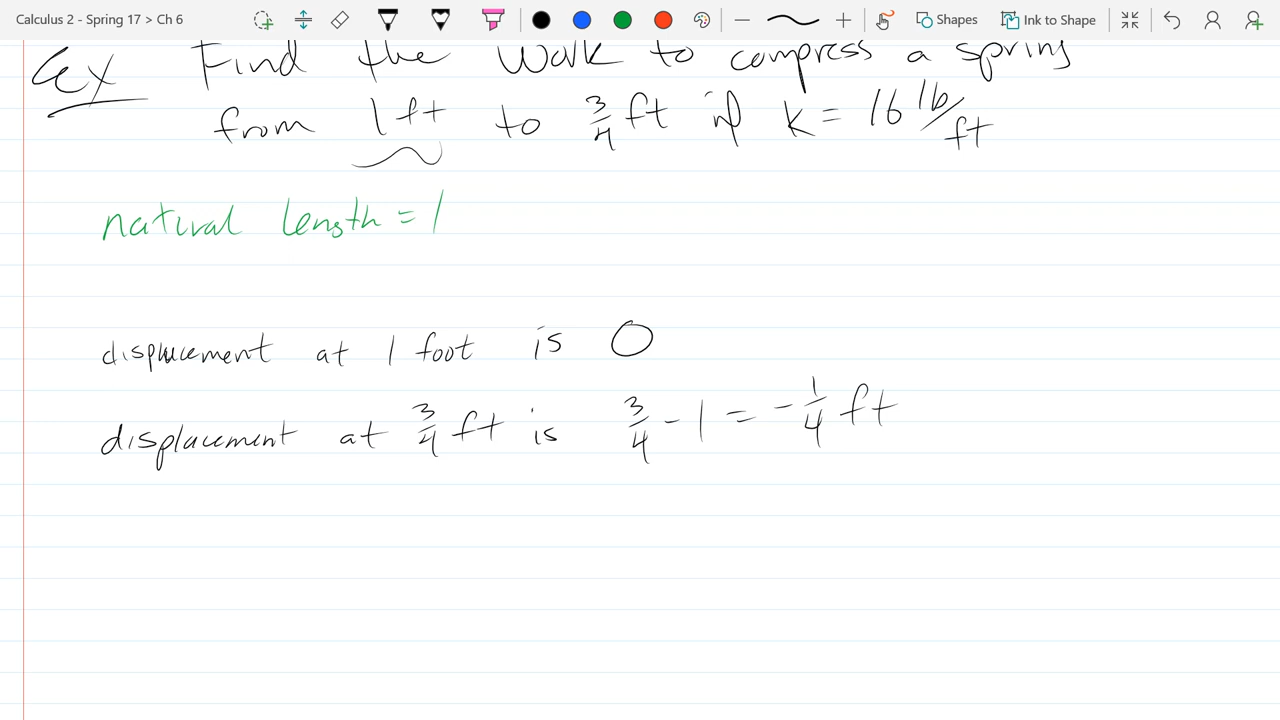 Calculus 2 - Spring 17 > Ch 6
Shapes
Ink to Shape
Ex Find the Work to compress a spring
from 1 ft to 3/4 ft if k = 16 lb/ft
natural length = 1
displacement at 1 foot is 0
displacement at 3/4 ft is 3/4 - 1 = -1/4 ft